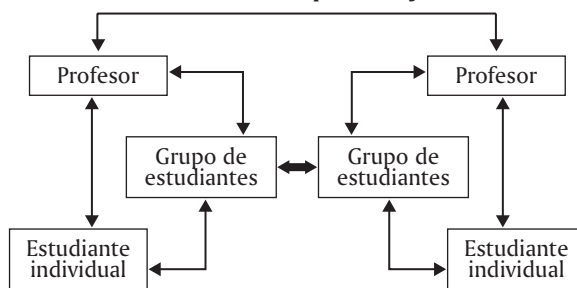 Profesor
Profesor
Grupo de
estudiantes
Grupo de
estudiantes
Estudiante
individual
Estudiante
individual